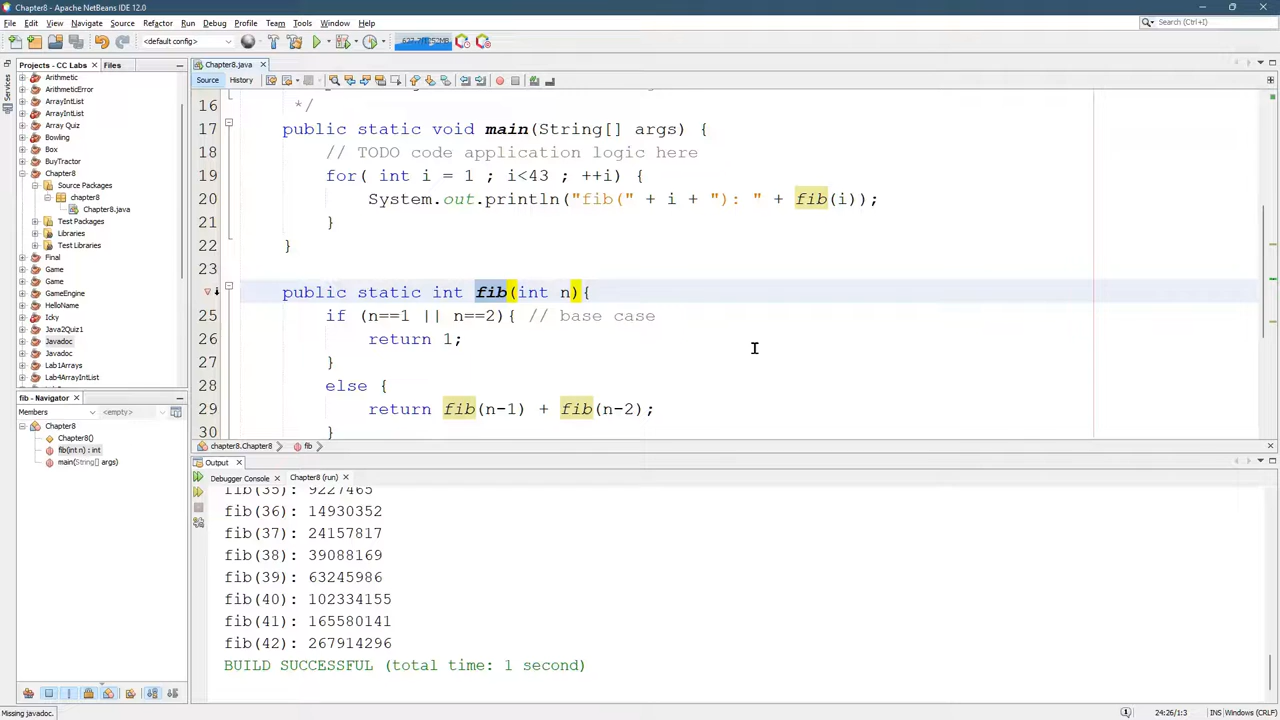 Chapter8 - Apache NetBeans IDE 12.0
File Edit View Navigate Source Refactor Run Debug Profile Team Tools Window Help
Search (Ctrl+I)
<default config>
Projects - CC Labs
Files
Services
Arithmetic
ArithmeticError
ArrayIntList
ArrayIntList
Array Quiz
Bowling
Box
BuyTractor
Chapter8
Source Packages
chapter8
Chapter8.java
Test Packages
Libraries
Test Libraries
Final
Game
Game
GameEngine
HelloName
Icky
Java2Quiz1
Javadoc
Javadoc
Lab1Arrays
Lab4ArrayIntList
fib - Navigator
Members
<empty>
Chapter8
Chapter8()
fib(int n) : int
main(String[] args)
Chapter8.java
Source History
16 */
17 public static void main(String[] args) {
18 // TODO code application logic here
19 for( int i = 1 ; i<43 ; ++i) {
20 System.out.println("fib(" + i + "): " + fib(i));
21 }
22 }
23
public static int fib(int n){
25 if (n==1 || n==2){ // base case
26 return 1;
27 }
28 else {
29 return fib(n-1) + fib(n-2);
30 }
chapter8.Chapter8 fib
Output
Debugger Console Chapter8 (run)
fib(35): 9227465
fib(36): 14930352
fib(37): 24157817
fib(38): 39088169
fib(39): 63245986
fib(40): 102334155
fib(41): 165580141
fib(42): 267914296
BUILD SUCCESSFUL (total time: 1 second)
Missing javadoc.
24:26/1:3 INS Windows (CRLF)